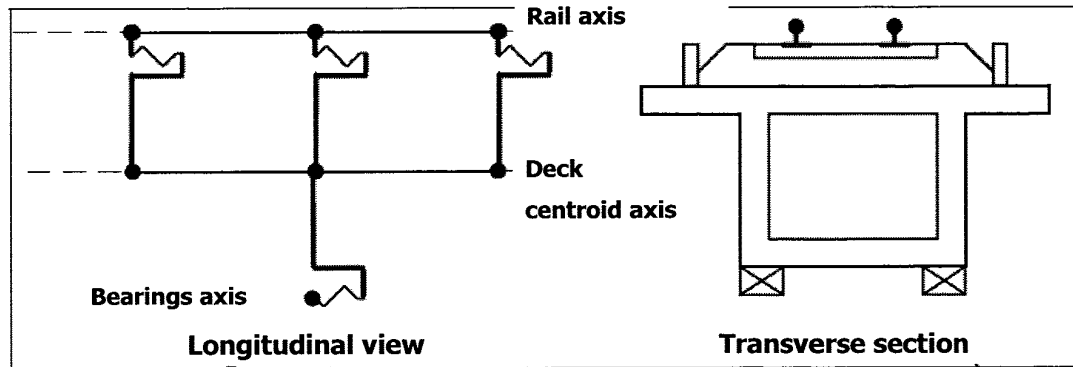 Rail axis
Deck
centroid axis
Bearings axis
Longitudinal view
Transverse section